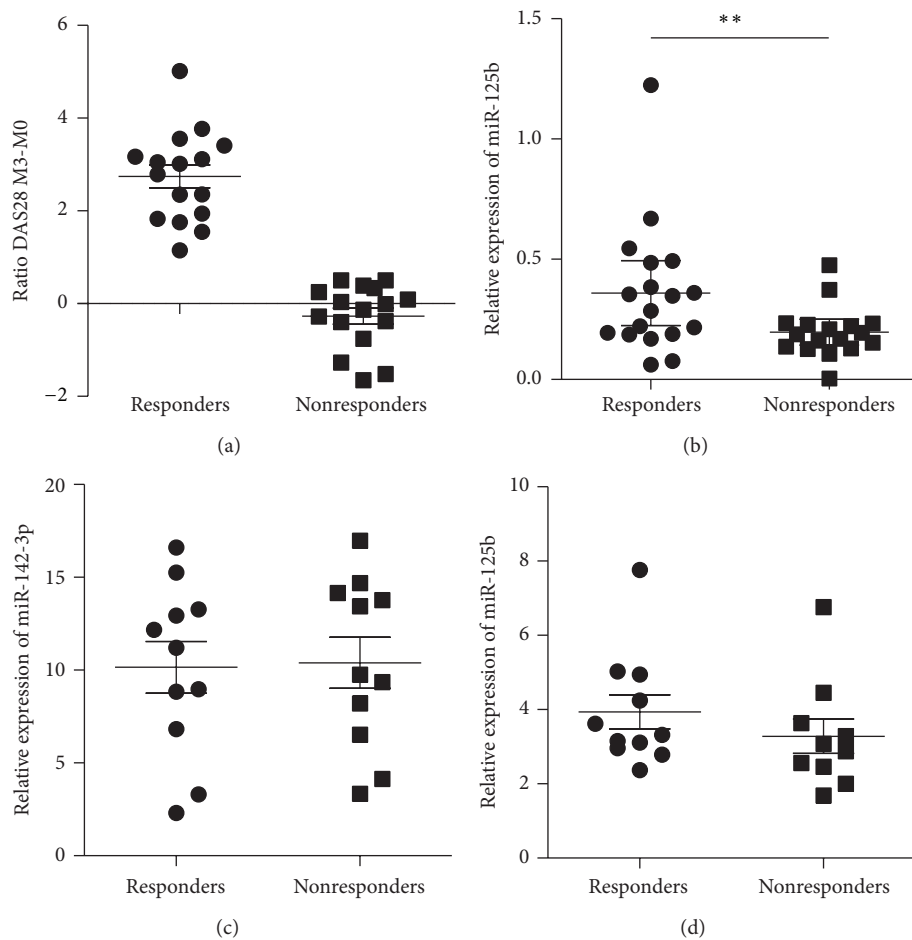 Ratio DAS28 M3-M0
6
4
2
0
−2
Responders
Nonresponders
(a)
Relative expression of miR-125b
1.5
1.0
0.5
0.0
**
Responders
Nonresponders
(b)
Relative expression of miR-142-3p
20
15
10
5
0
Responders
Nonresponders
(c)
Relative expression of miR-125b
10
8
6
4
2
0
Responders
Nonresponders
(d)